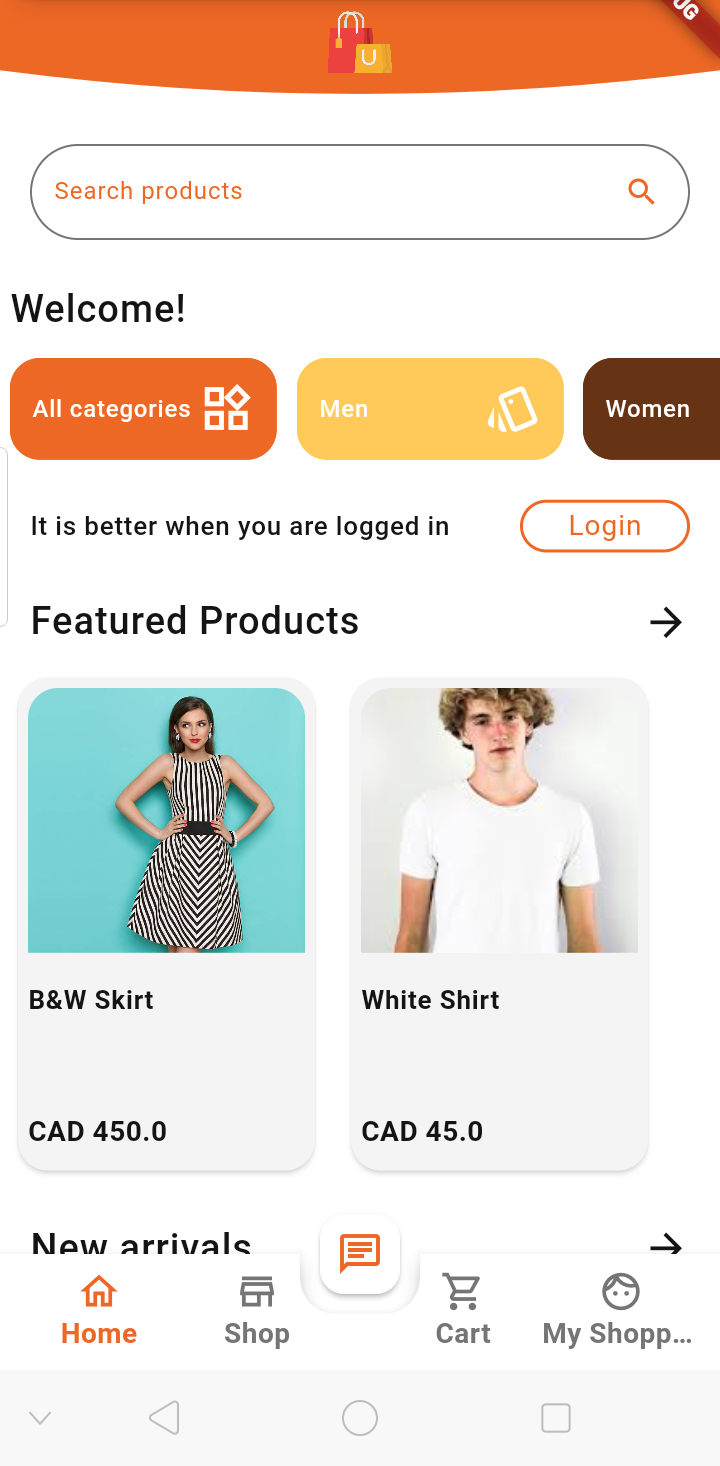 UG
Search products
Welcome!
All categories
Men
Women
It is better when you are logged in
Login
Featured Products
B&W Skirt
White Shirt
CAD 450.0
CAD 45.0
New arrivals
Home
Shop
Cart
My Shopp...